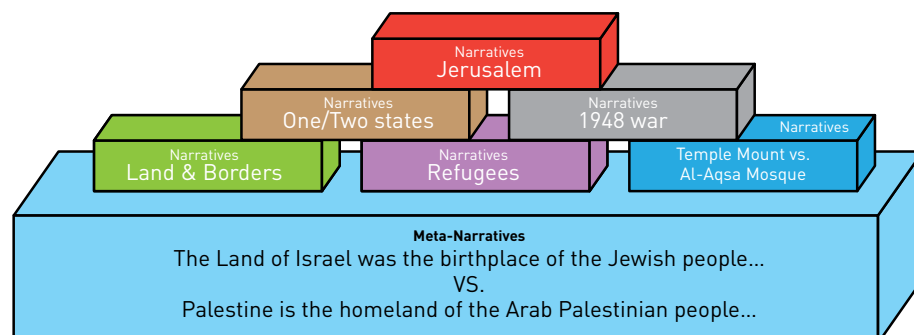 Narratives
Jerusalem
Narratives
One/Two states
Narratives
1948 war
Narratives
Land & Borders
Narratives
Refugees
Narratives
Temple Mount vs.
Al-Aqsa Mosque
Meta-Narratives
The Land of Israel was the birthplace of the Jewish people...
VS.
Palestine is the homeland of the Arab Palestinian people...